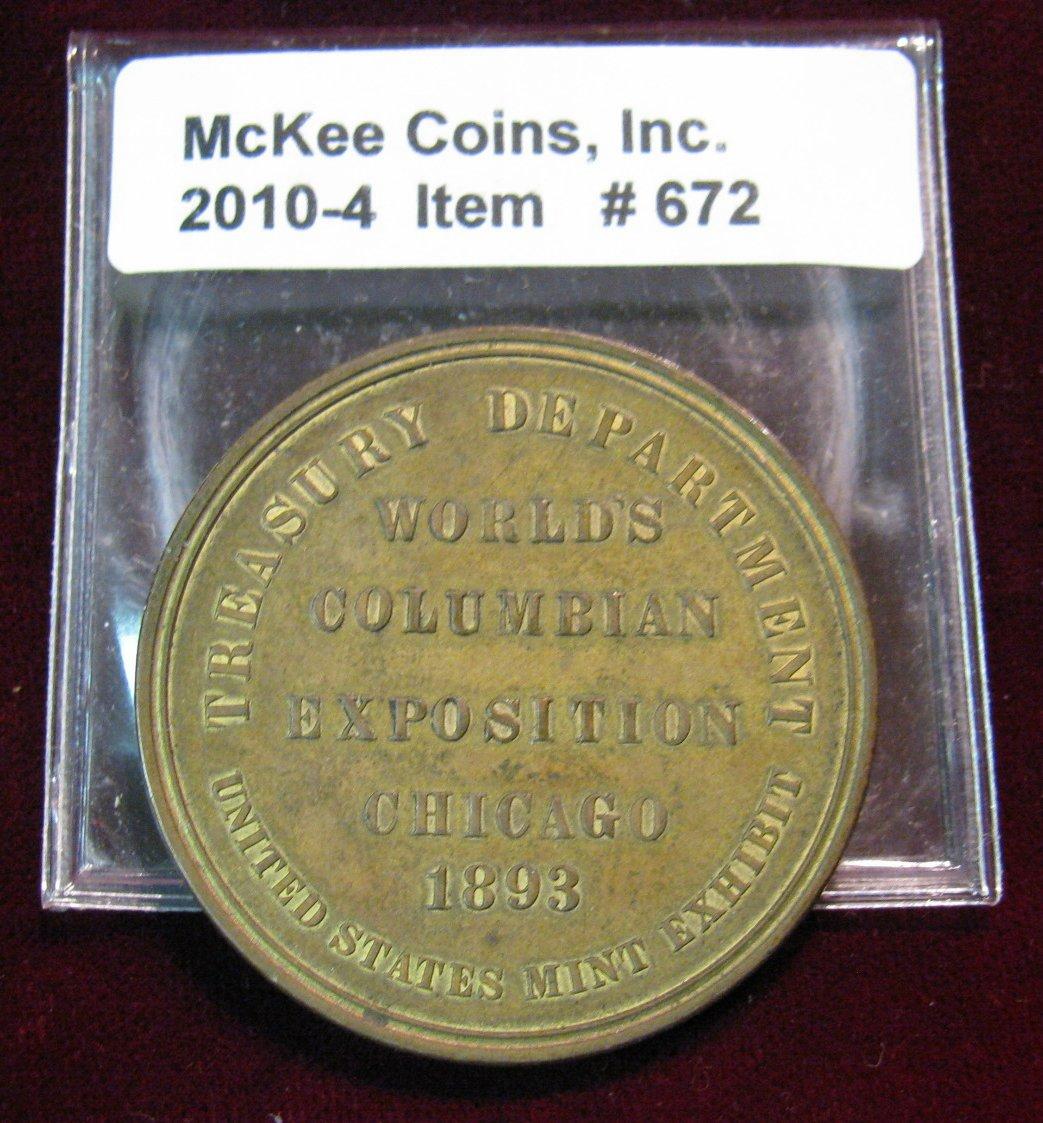 McKee Coins, Inc.
2010-4 Item # 672
TREASURY DEPARTMENT
WORLD'S
COLUMBIAN
EXPOSITION
CHICAGO
1893
UNITED STATES MINT EXHIBIT